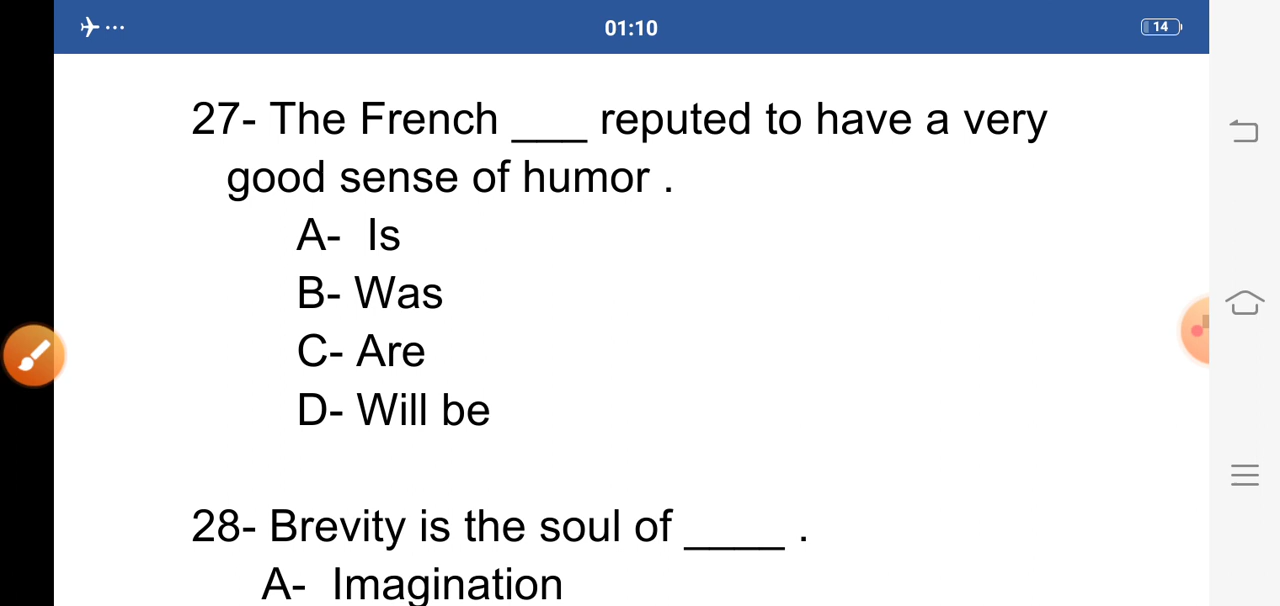 01:10
14
27- The French ___ reputed to have a very
good sense of humor .
A- Is
B- Was
C- Are
D- Will be
28- Brevity is the soul of ____ .
A- Imagination